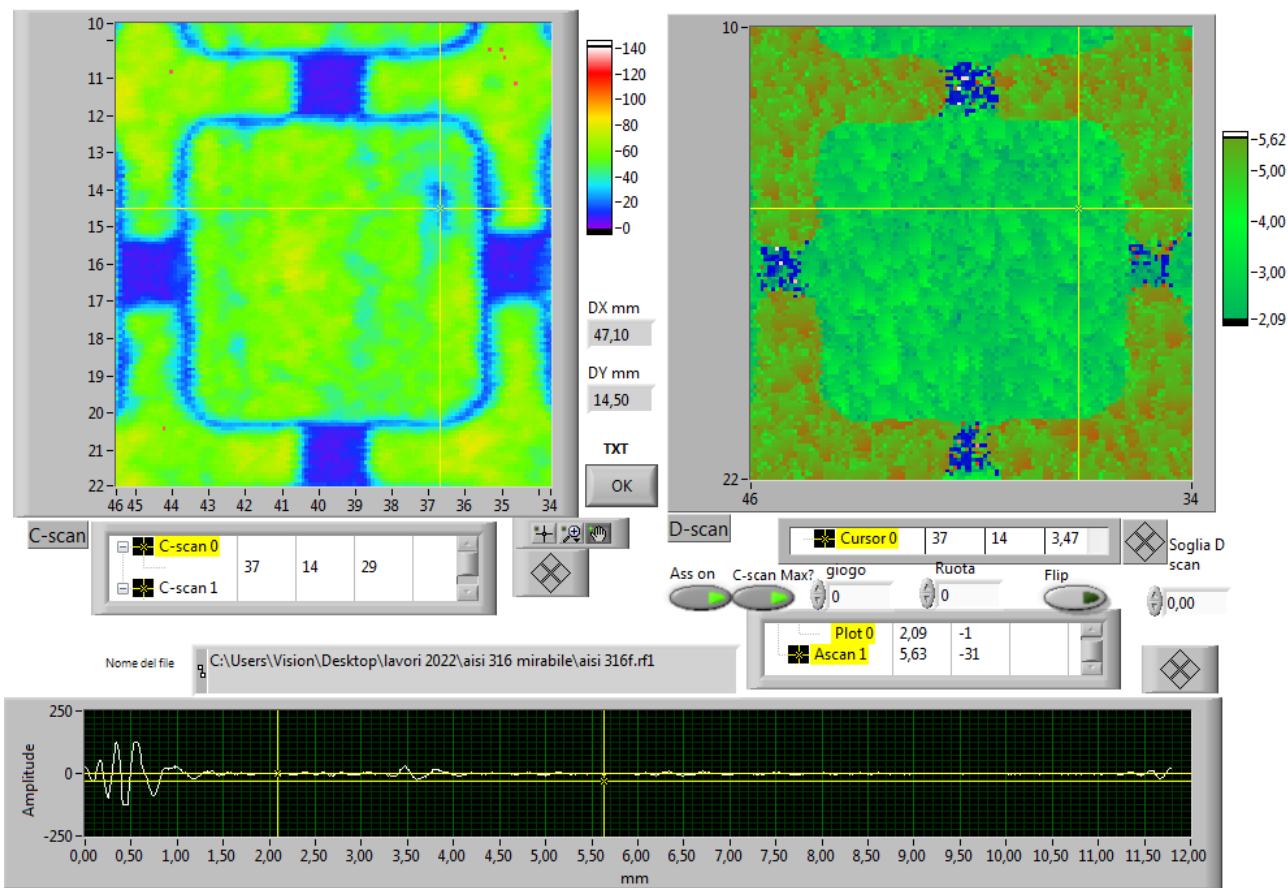 10
11
12
13
14
15
16
17
18
19
20
21
22
46 45 44 43 42 41 40 39 38 37 36 35 34
140
120
100
80
60
40
20
0
DX mm
47,10
DY mm
14,50
TXT
OK
10
22
46 34
5,62
5,00
4,00
3,00
2,09
C-scan
C-scan 0
37 14 29
C-scan 1
D-scan
Cursor 0 37 14 3,47
Soglia D
scan
0,00
Ass on C-scan Max? giogo Ruota Flip
0 0
Plot 0 2,09 -1
Ascan 1 5,63 -31
Nome del file C:\Users\Vision\Desktop\lavori 2022\aisi 316 mirabile\aisi 316f.rf1
Amplitude
250
0
-250
0,00 0,50 1,00 1,50 2,00 2,50 3,00 3,50 4,00 4,50 5,00 5,50 6,00 6,50 7,00 7,50 8,00 8,50 9,00 9,50 10,00 10,50 11,00 11,50 12,00
mm